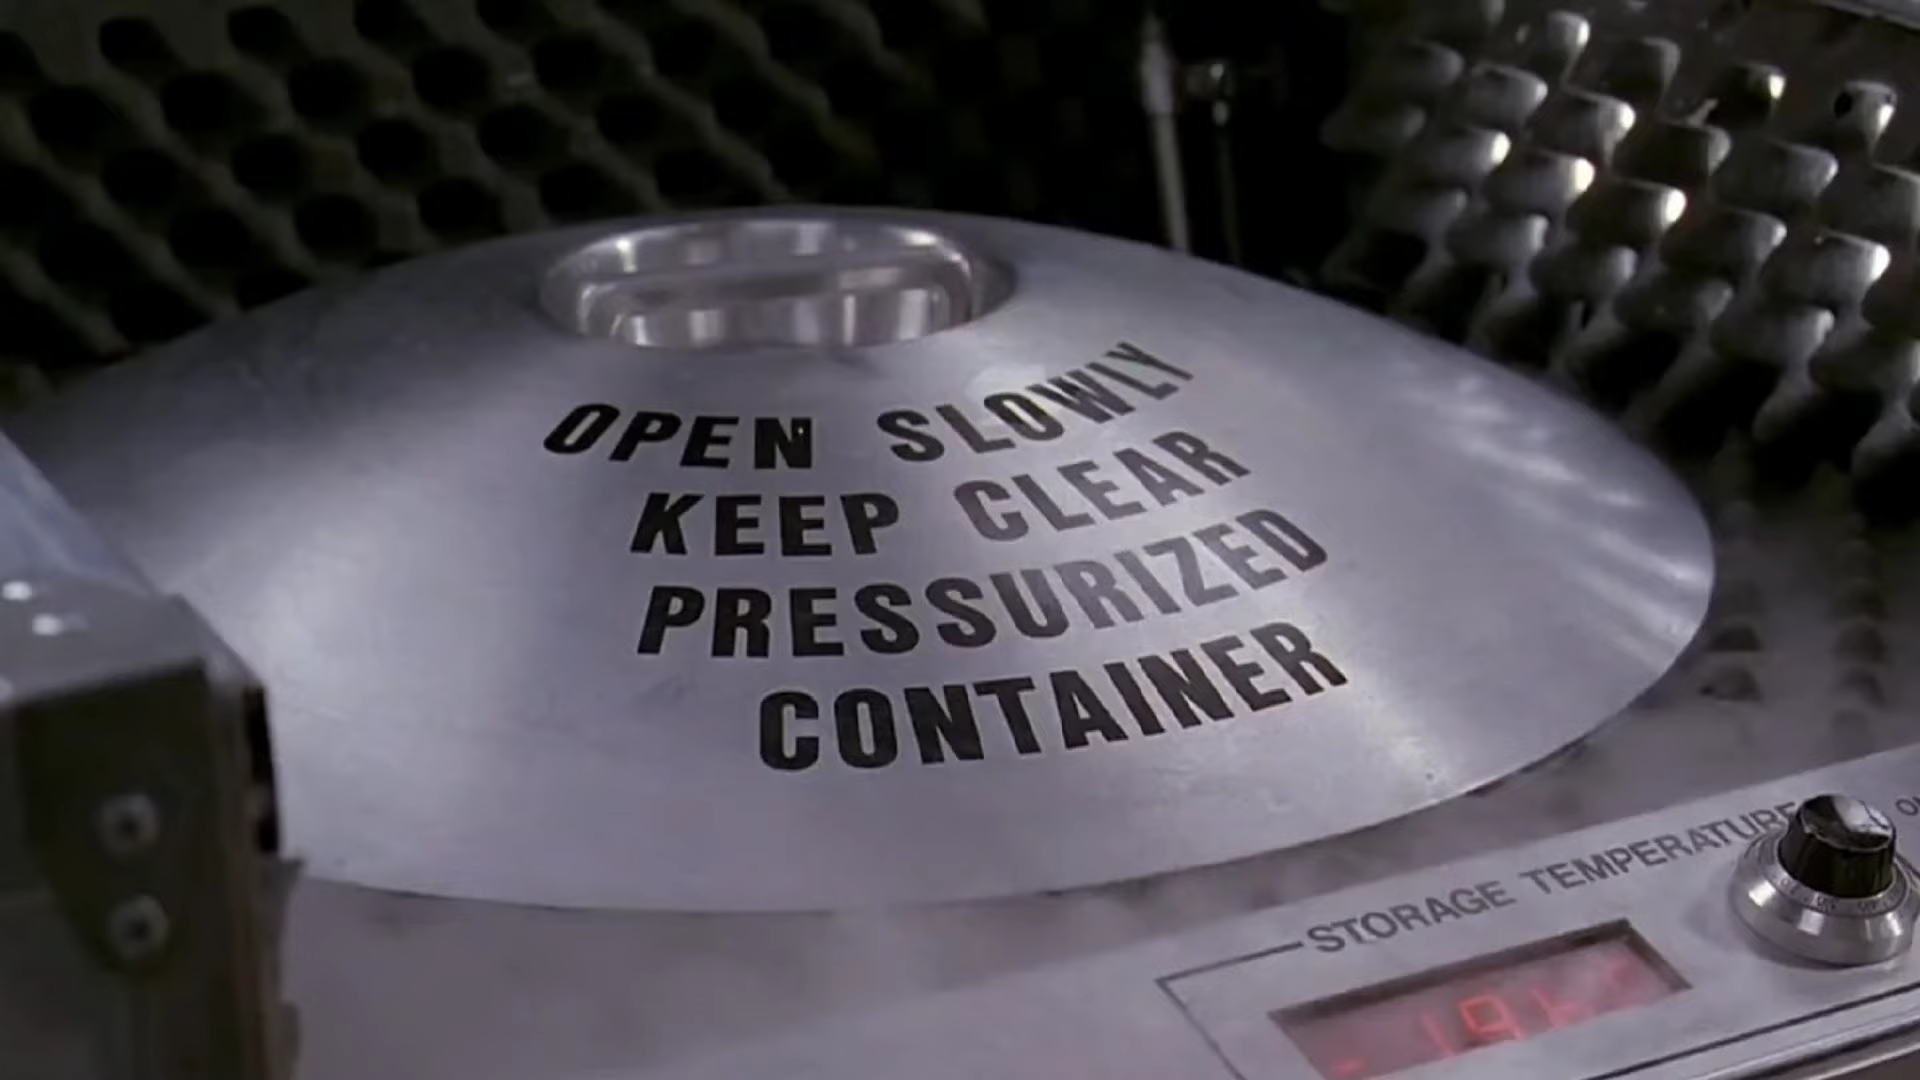 OPEN SLOWLY
KEEP CLEAR
PRESSURIZED
CONTAINER
STORAGE TEMPERATURE